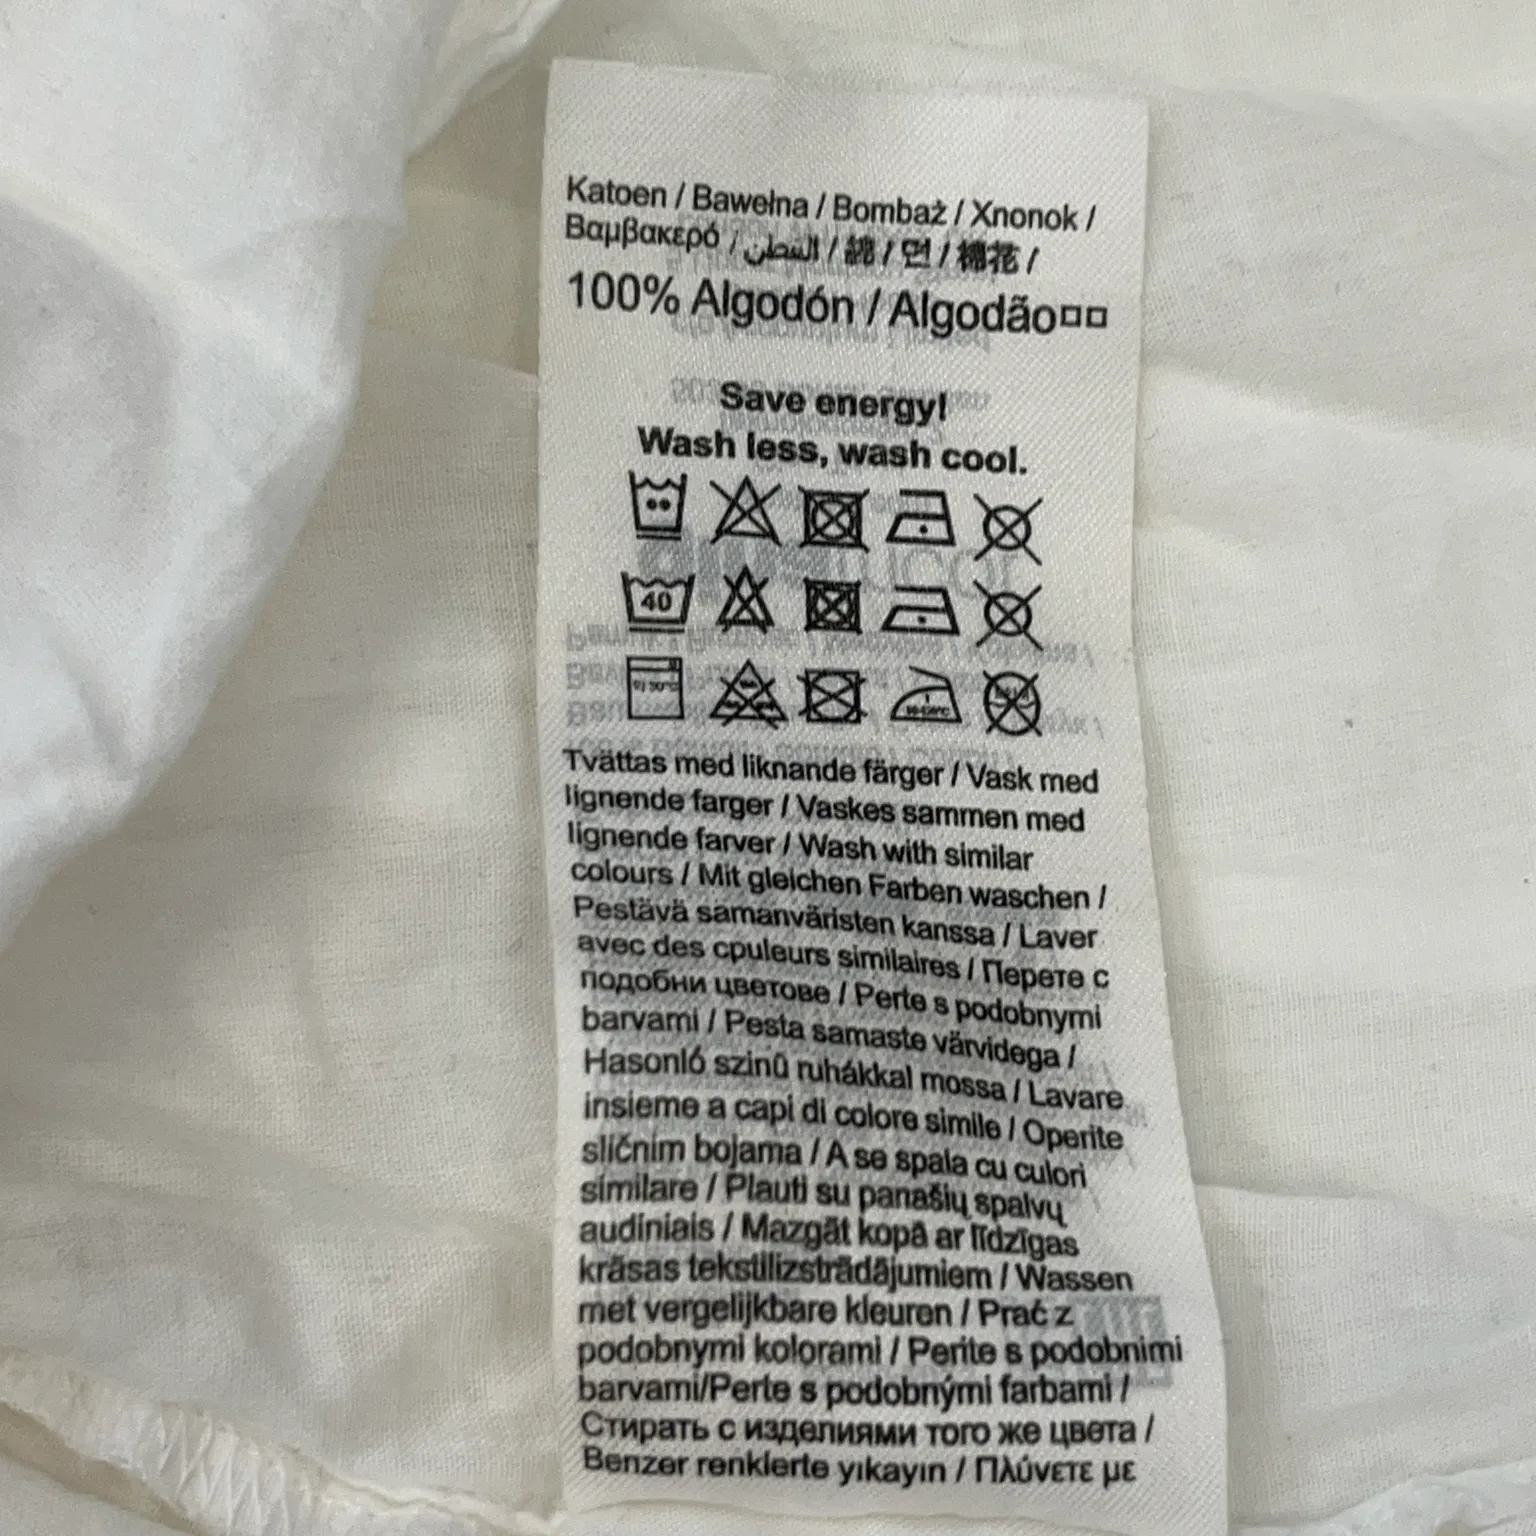 Katoen / Bawełna / Bombaž / Xnonok /
Βαμβακερό / القطن / 綿 / 면 / 棉花 /
100% Algodón / Algodão
Save energy!
Wash less, wash cool.
40
Tvättas med liknande färger / Vask med
lignende farger / Vaskes sammen med
lignende farver / Wash with similar
colours / Mit gleichen Farben waschen /
Pestävä samanväristen kanssa / Laver
avec des cpuleurs similaires / Перете с
подобни цветове / Perte s podobnymi
barvami / Pesta samaste värvidega /
Hasonló szinû ruhákkal mossa / Lavare
insieme a capi di colore simile / Operite
sličnim bojama / A se spala cu culori
similare / Plauti su panašių spalvų
audiniais / Mazgāt kopā ar līdzīgas
krāsas tekstilizstrādājumiem / Wassen
met vergelijkbare kleuren / Prać z
podobnymi kolorami / Perite s podobnimi
barvami/Perte s podobnými farbami /
Стирать с изделиями того же цвета /
Benzer renklerle yıkayın / Πλύνετε με